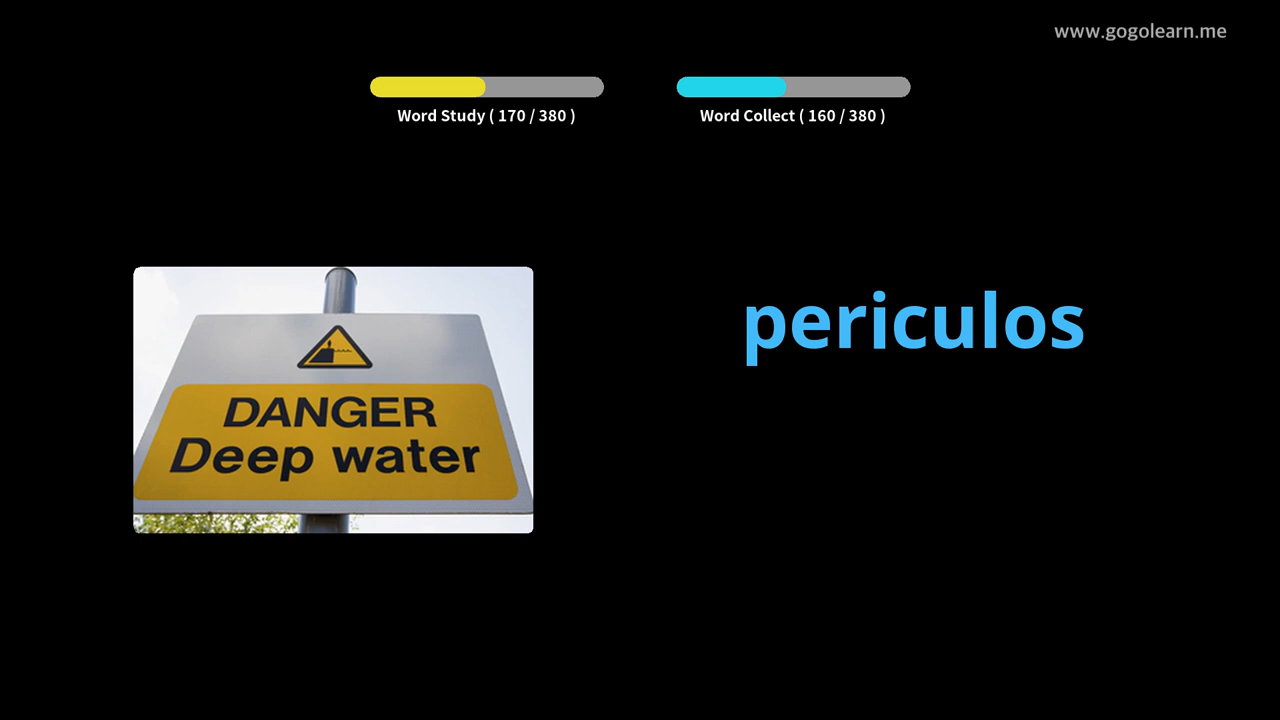 www.gogolearn.me
Word Study ( 170 / 380 )
Word Collect ( 160 / 380 )
periculos
DANGER
Deep water